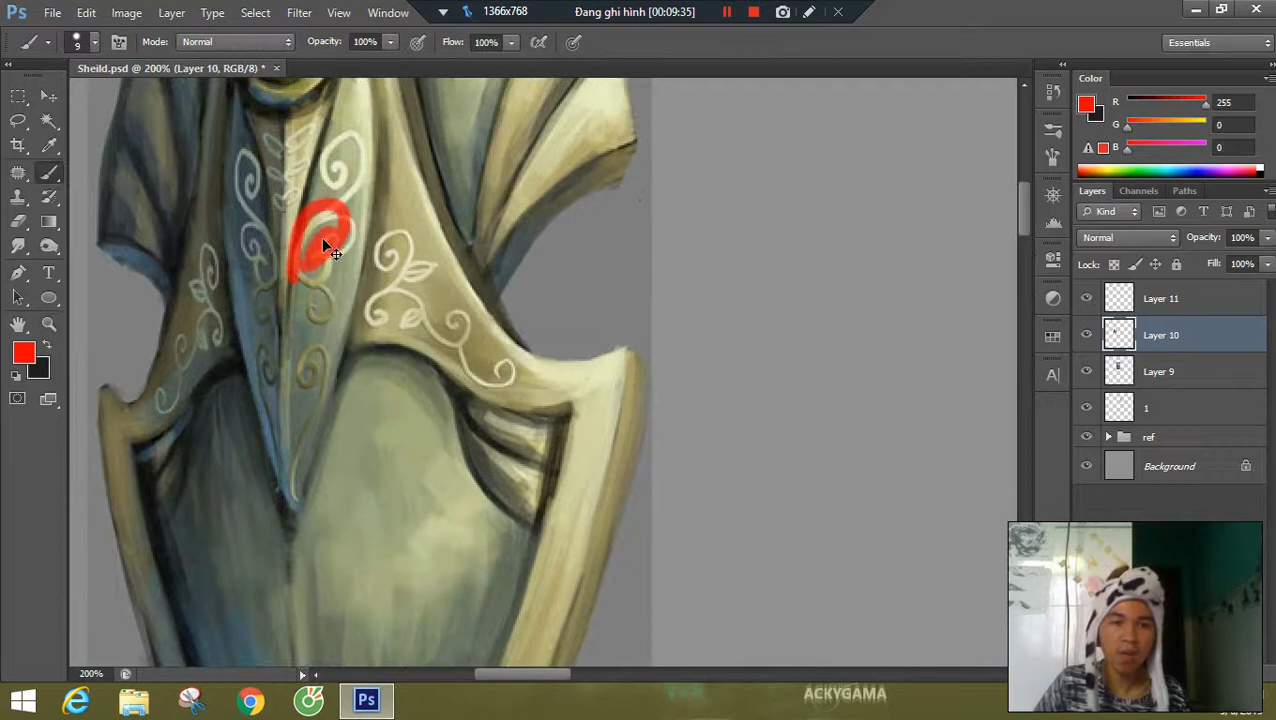 Ps File Edit Image Layer Type Select Filter View Window 1366x768 Đang ghi hình [00:09:35]
9 Mode: Normal Opacity: 100% Flow: 100% Essentials
Sheild.psd @ 200% (Layer 10, RGB/8) * ×
Color
R 255
G 0
B 0
Layers Channels Paths
Kind
Normal Opacity: 100%
Lock: Fill: 100%
Layer 11
Layer 10
Layer 9
1
ref
Background
200%
Ps ACKYGAMA